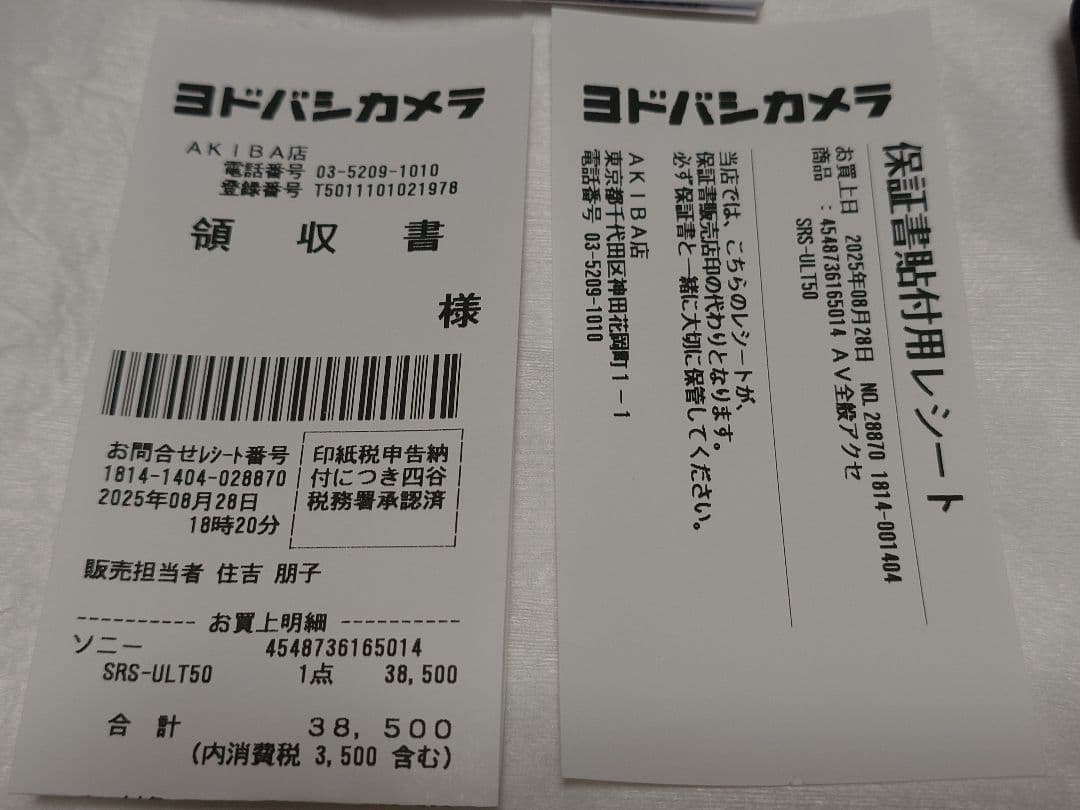 ヨドバシカメラ
AKIBA店
電話番号 03-5209-1010
登録番号 T5011101021978
領収書
様
お問合せﾚｼｰﾄ番号
1814-1404-028870
2025年08月28日
18時20分
印紙税申告納
付につき四谷
税務署承認済
販売担当者 住吉 朋子
---------- お買上明細 ----------
ソニー 4548736165014
SRS-ULT50 1点 38,500
合計 38,500
(内消費税 3,500 含む)
ヨドバシカメラ
保証書貼付用レシート
お買上日 2025年08月28日 NO. 28870 1814-001404
商品 : 4548736165014 AV全般アクセ
SRS-ULT50
当店では、こちらのレシートが、
保証書販売店印の代わりとなります。
必ず保証書と一緒に大切に保管してください。
AKIBA店
東京都千代田区神田花岡町1-1
電話番号 03-5209-1010